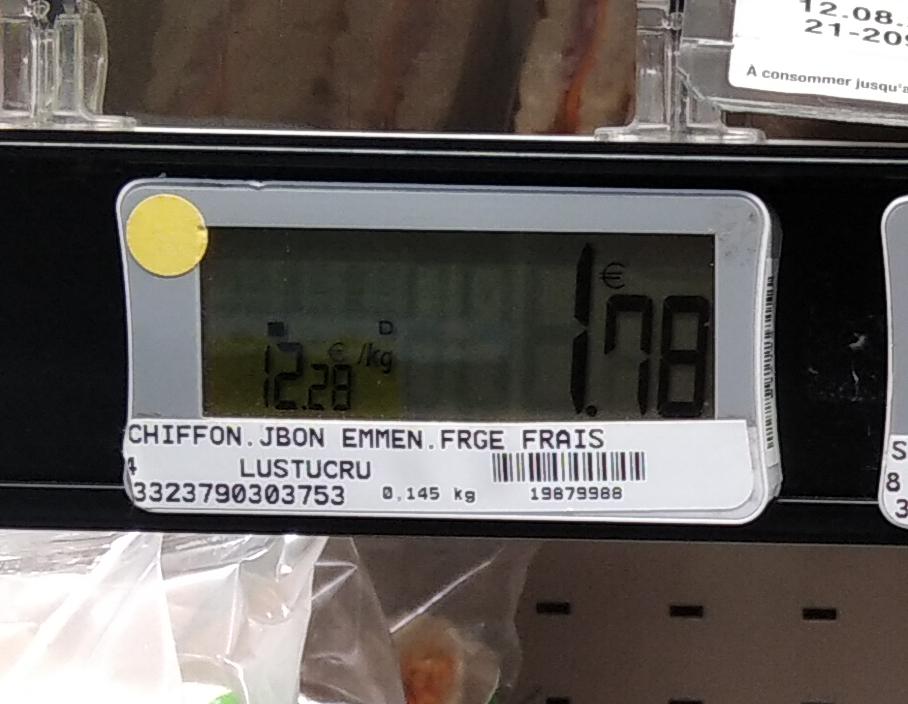 12.08.
21-209
À consommer jusqu'a
1.78 €
D
12.28 €/kg
CHIFFON.JBON EMMEN.FRGE FRAIS
4 LUSTUCRU
3323790303753 0,145 kg 19879988
S
8
3